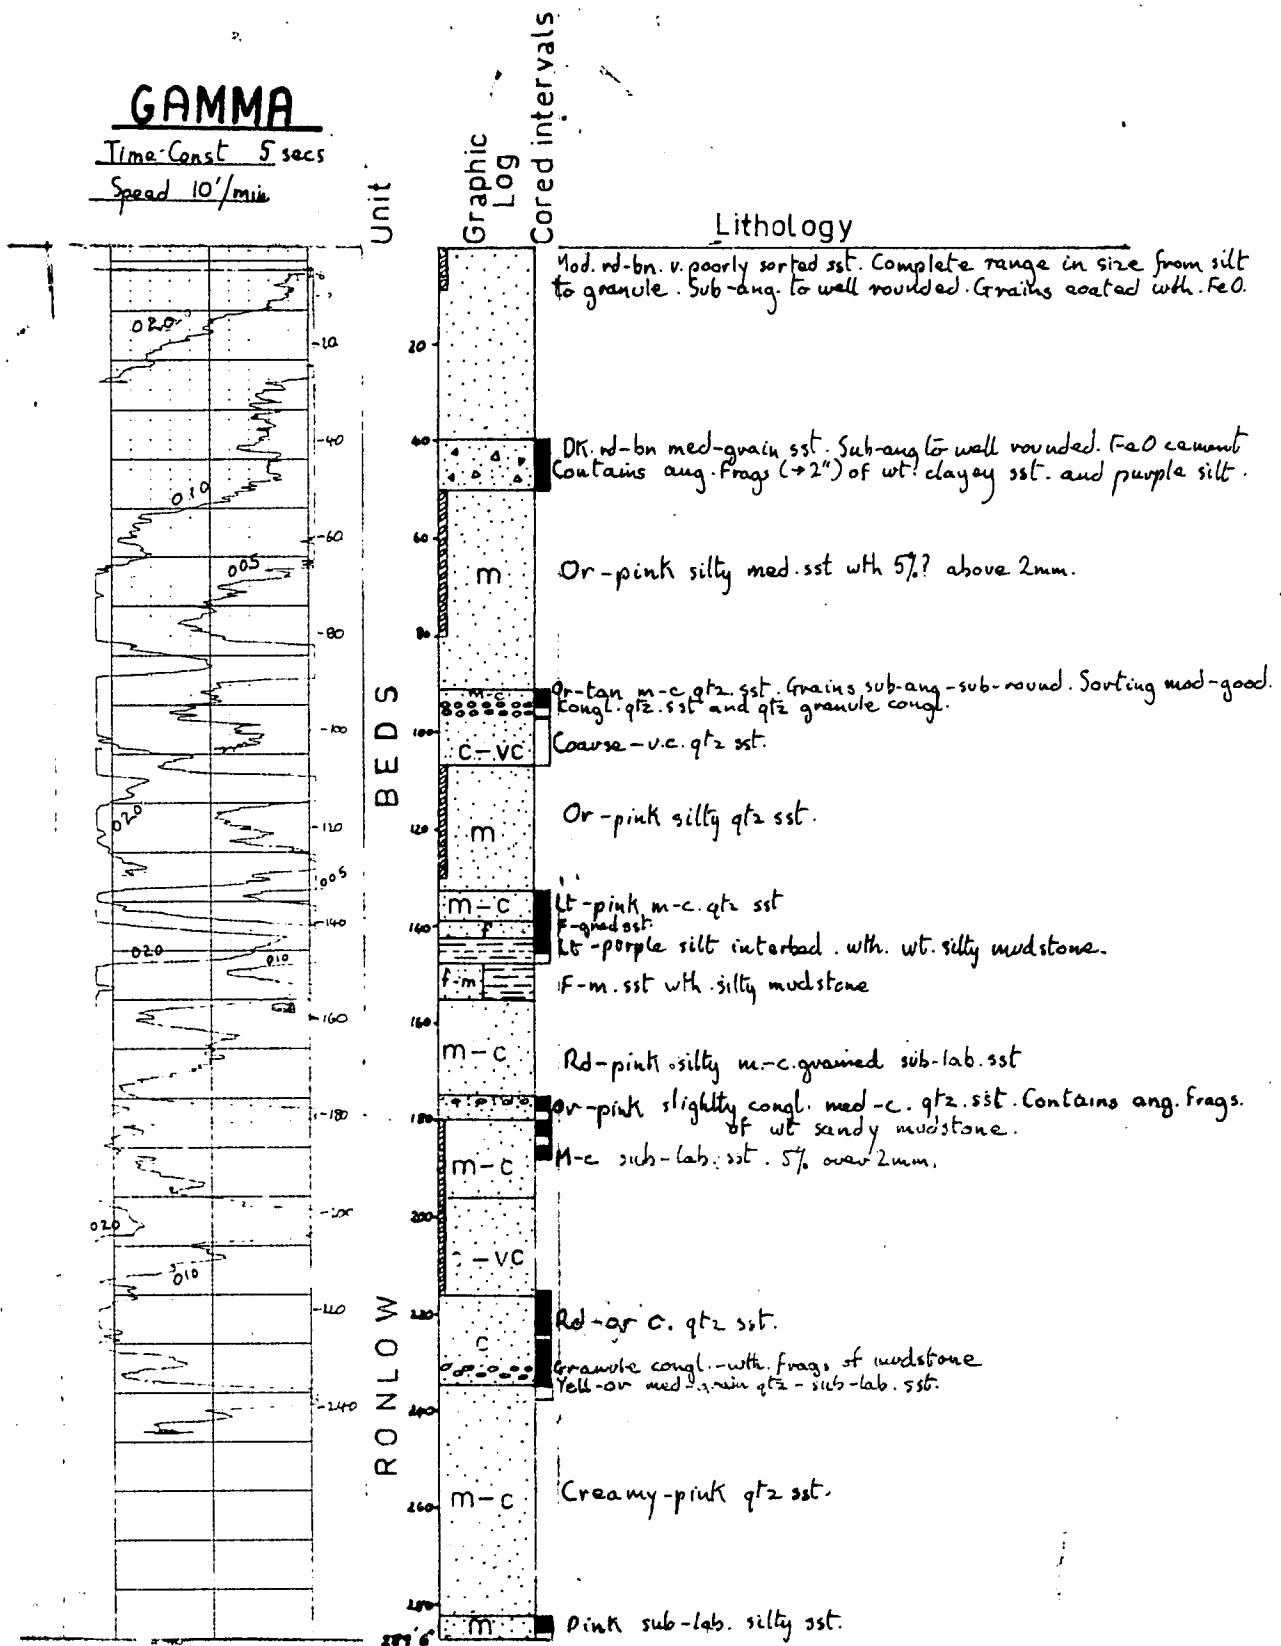 GAMMA
Time-Const 5 secs
Speed 10'/min
Unit
Graphic Log
Cored intervals
Lithology
Mod. rd-bn. v. poorly sorted sst. Complete range in size from silt
to granule. Sub-ang. to well rounded. Grains coated wth. FeO.
020
-20
20
-40
40
Dk. rd-bn med-grain sst. Sub-ang to well rounded. FeO cement
Contains ang. frags (→2") of wt. clayey sst. and purple silt.
010
-60
60
005
m
Or-pink silty med. sst wth 5%? above 2mm.
-80
80
m-c
Or-tan m-c qtz. sst. Grains sub-ang-sub-round. Sorting mod-good.
Congl. qtz. sst and qtz granule congl.
-100
100
c-vc
Coarse-v.c. qtz sst.
BEDS
020
-120
120
m
Or-pink silty qtz sst.
005
m-c
Lt-pink m-c. qtz sst
-140
140
f
F-gned sst.
020
010
Lt-purple silt interbed. wth. wt. silty mudstone.
f-m
F-m. sst wth. silty mudstone
-160
160
m-c
Rd-pink silty m-c. grained sub-lab. sst
-180
180
Or-pink slighlty congl. med-c. qtz. sst. Contains ang. frags.
of wt sandy mudstone.
m-c
M-c sub-lab. sst. 5% over 2mm.
200
020
-vc
010
220
RONLOW
Rd-or c. qtz sst.
c
Granule congl.-wth. frags of mudstone
Yell-or med-grain qtz-sub-lab. sst.
-240
240
260
m-c
Creamy-pink qtz sst.
280
m
Pink sub-lab. silty sst.
289'6"